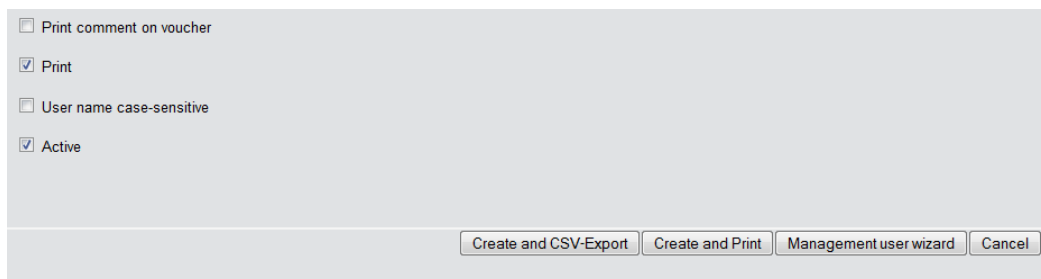 Print comment on voucher
Print
User name case-sensitive
Active
Create and CSV-Export Create and Print Management user wizard Cancel